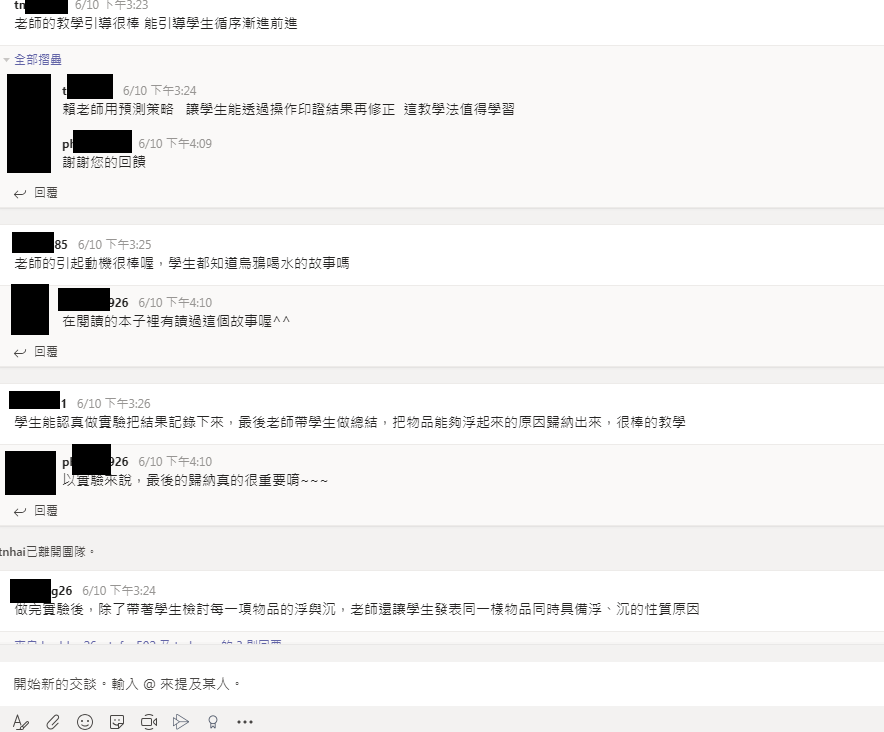 tn 6/10 下午3:23
老師的教學引導很棒 能引導學生循序漸進前進
全部摺疊
t 6/10 下午3:24
賴老師用預測策略 讓學生能透過操作印證結果再修正 這教學法值得學習
pl 6/10 下午4:09
謝謝您的回饋
回覆
85 6/10 下午3:25
老師的引起動機很棒喔，學生都知道烏鴉喝水的故事嗎
926 6/10 下午4:10
在閱讀的本子裡有讀過這個故事喔^^
回覆
1 6/10 下午3:26
學生能認真做實驗把結果記錄下來，最後老師帶學生做總結，把物品能夠浮起來的原因歸納出來，很棒的教學
926 6/10 下午4:10
以實驗來說，最後的歸納真的很重要唷~~~
回覆
tnhai已離開團隊。
g26 6/10 下午3:24
做完實驗後，除了帶著學生檢討每一項物品的浮與沉，老師還讓學生發表同一樣物品同時具備浮、沉的性質原因
開始新的交談。輸入 @ 來提及某人。